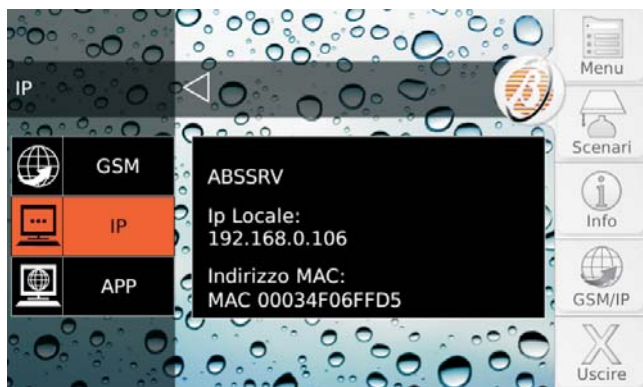 IP
GSM
IP
APP
ABSSRV
Ip Locale:
192.168.0.106
Indirizzo MAC:
MAC 00034F06FFD5
Menu
Scenari
Info
GSM/IP
Uscire